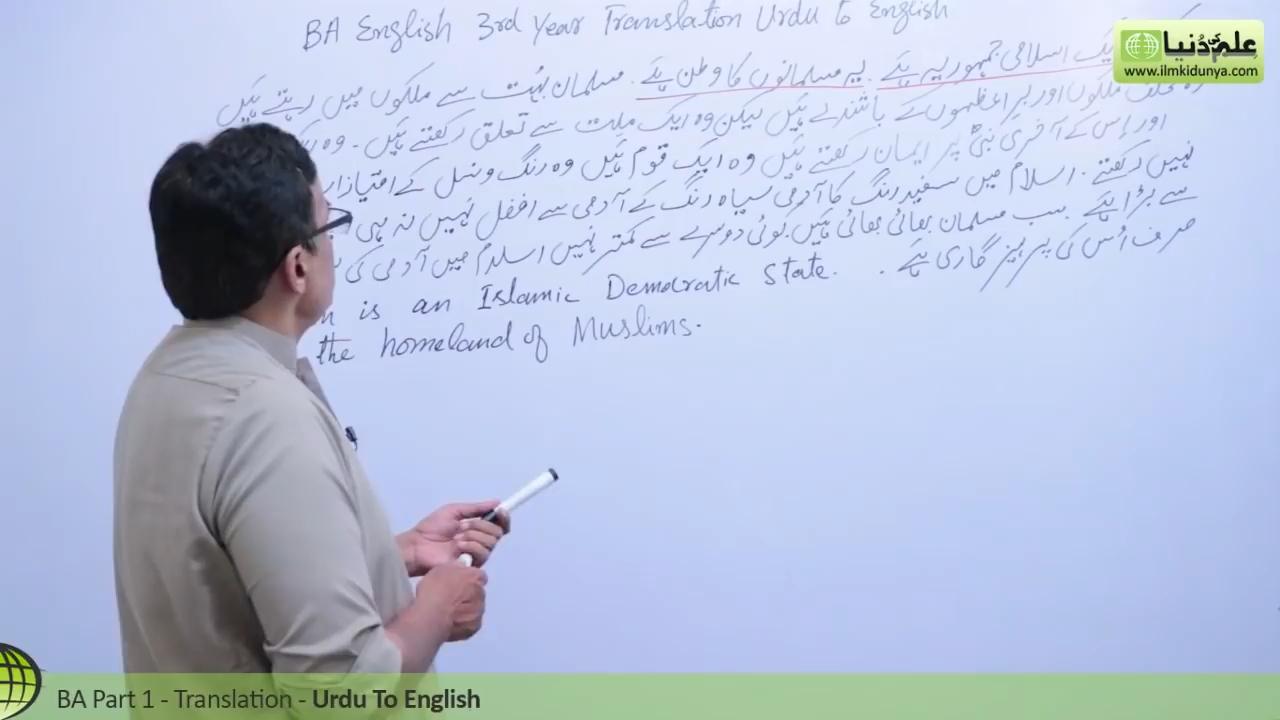 BA English 3rd Year Translation Urdu to English
علم کی دُنیا
www.ilmkidunya.com
اسلامی جمہوریہ ہے۔ یہ مسلمانوں کا وطن ہے۔ مسلمان بہت سے ملکوں میں رہتے ہیں
ملکوں اور براعظموں کے باشندے ہیں لیکن وہ ایک ملت سے تعلق رکھتے ہیں۔ وہ
اور اس کے آخری نبیؐ پر ایمان رکھتے ہیں وہ ایک قوم ہیں وہ رنگ و نسل کے امتیاز
نہیں رکھتے۔ اسلام میں سفید رنگ کا آدمی سیاہ رنگ کے آدمی سے افضل نہیں نہ ہی
سے بڑا ہے۔ سب مسلمان بھائی بھائی ہیں کوئی دوسرے سے کمتر نہیں اسلام میں آدمی کی
صرف اُس کی پرہیز گاری ہے۔
n is an Islamic Democratic State.
the homeland of Muslims.
BA Part 1 - Translation - Urdu To English